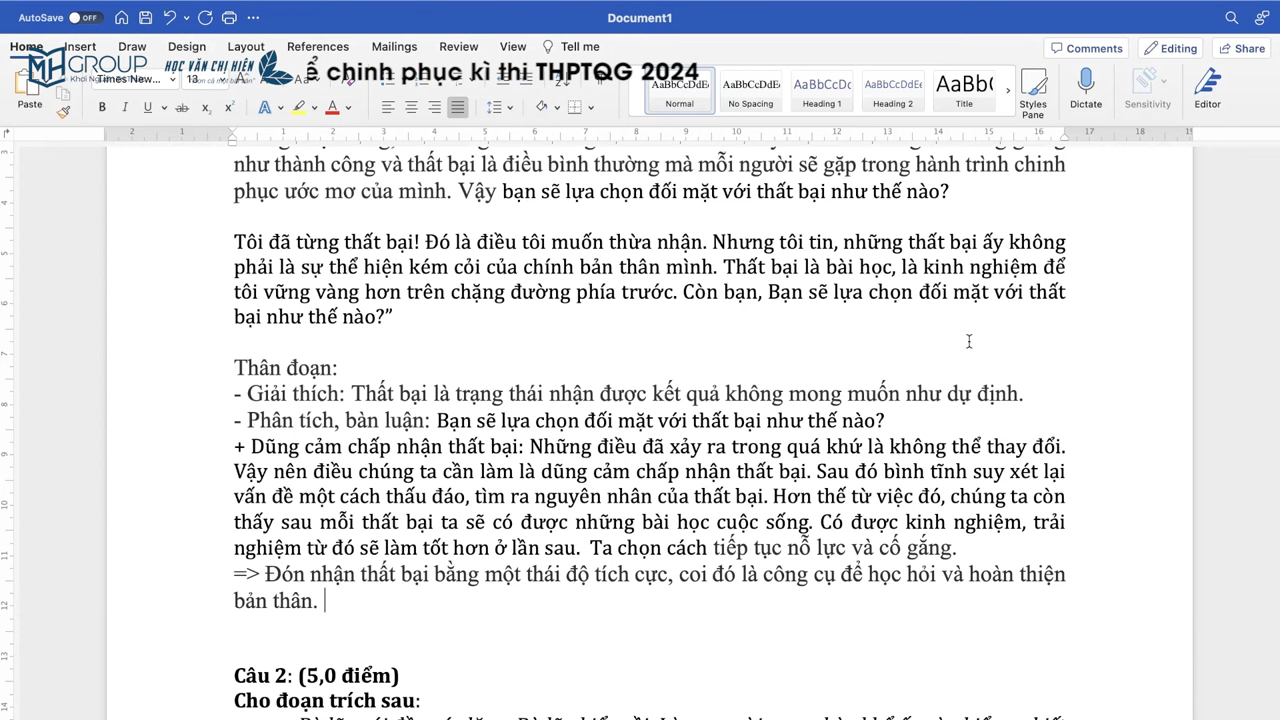 AutoSave OFF Document1
Home Insert Draw Design Layout References Mailings Review View Tell me Comments Editing Share
MH GROUP HỌC VĂN CHỊ HIÊN ể chinh phục kì thi THPTQG 2024
Times New... 13
Paste
AaBbCcDdEe Normal AaBbCcDdEe No Spacing AaBbCcDdE Heading 1 AaBbCcDdEe Heading 2 AaBb( Title Styles Pane Dictate Sensitivity Editor
như thành công và thất bại là điều bình thường mà mỗi người sẽ gặp trong hành trình chinh
phục ước mơ của mình. Vậy bạn sẽ lựa chọn đối mặt với thất bại như thế nào?
Tôi đã từng thất bại! Đó là điều tôi muốn thừa nhận. Nhưng tôi tin, những thất bại ấy không
phải là sự thể hiện kém cỏi của chính bản thân mình. Thất bại là bài học, là kinh nghiệm để
tôi vững vàng hơn trên chặng đường phía trước. Còn bạn, Bạn sẽ lựa chọn đối mặt với thất
bại như thế nào?”
Thân đoạn:
- Giải thích: Thất bại là trạng thái nhận được kết quả không mong muốn như dự định.
- Phân tích, bàn luận: Bạn sẽ lựa chọn đối mặt với thất bại như thế nào?
+ Dũng cảm chấp nhận thất bại: Những điều đã xảy ra trong quá khứ là không thể thay đổi.
Vậy nên điều chúng ta cần làm là dũng cảm chấp nhận thất bại. Sau đó bình tĩnh suy xét lại
vấn đề một cách thấu đáo, tìm ra nguyên nhân của thất bại. Hơn thế từ việc đó, chúng ta còn
thấy sau mỗi thất bại ta sẽ có được những bài học cuộc sống. Có được kinh nghiệm, trải
nghiệm từ đó sẽ làm tốt hơn ở lần sau. Ta chọn cách tiếp tục nỗ lực và cố gắng.
=> Đón nhận thất bại bằng một thái độ tích cực, coi đó là công cụ để học hỏi và hoàn thiện
bản thân.
Câu 2: (5,0 điểm)
Cho đoạn trích sau: